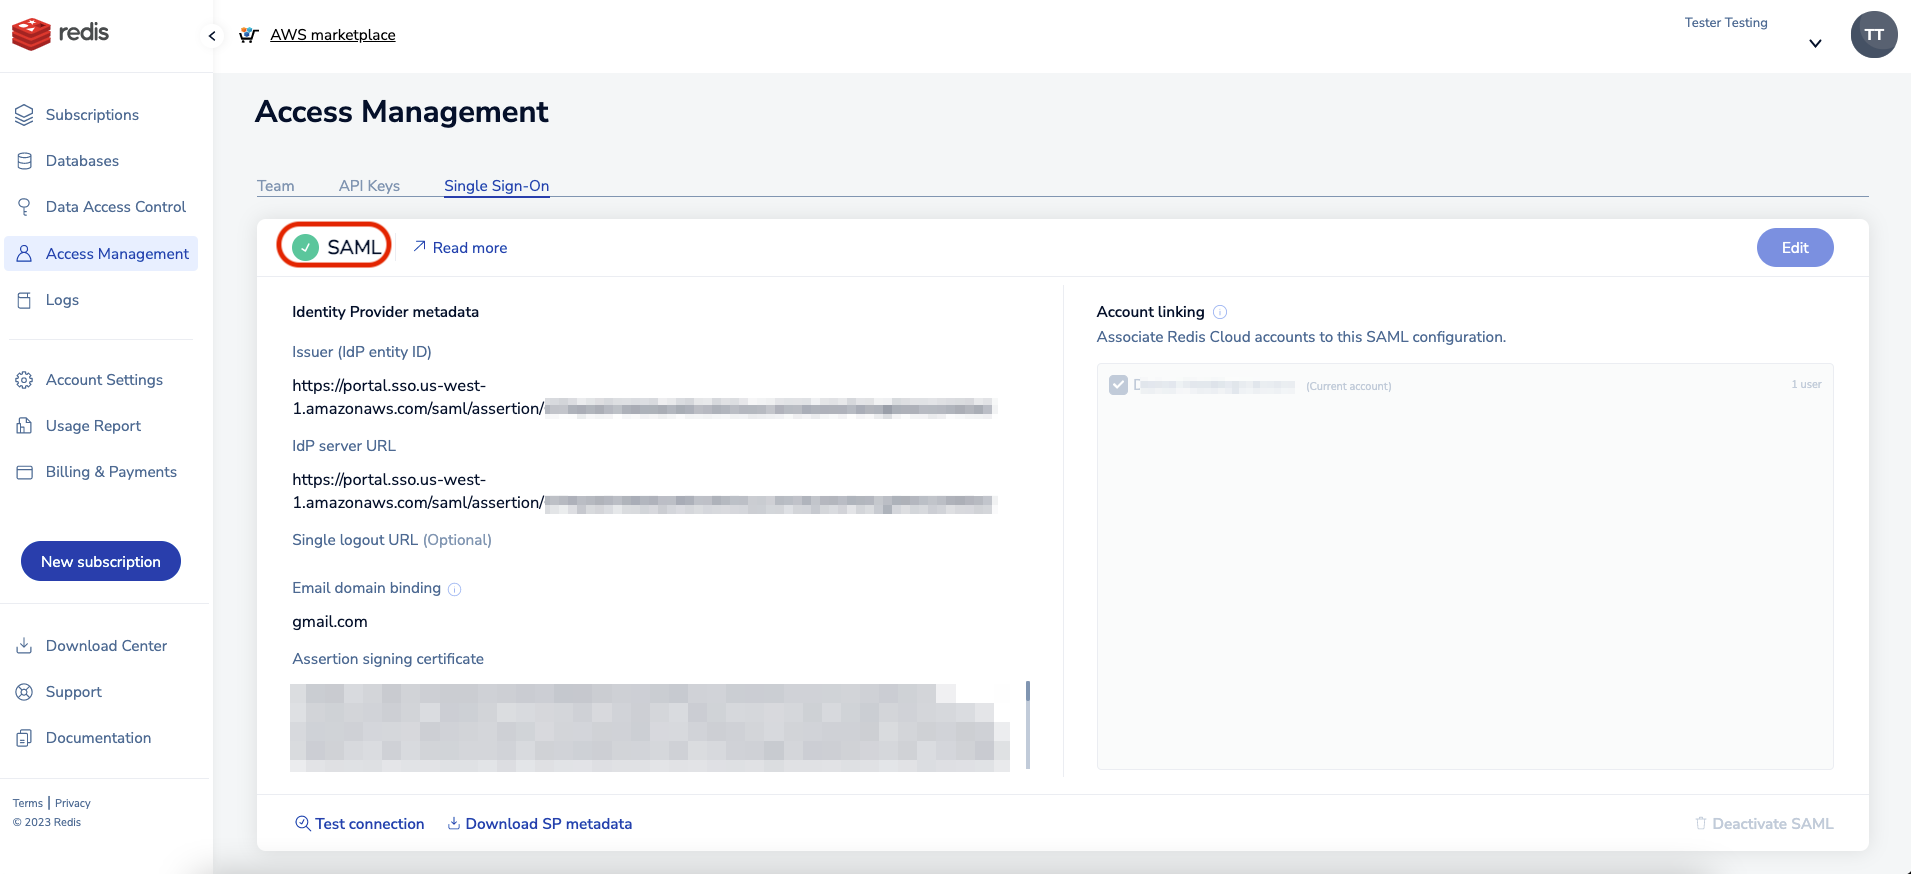 redis
AWS marketplace
Tester Testing
TT
Subscriptions
Databases
Data Access Control
Access Management
Logs
Account Settings
Usage Report
Billing & Payments
New subscription
Download Center
Support
Documentation
Terms | Privacy
© 2023 Redis
Access Management
Team API Keys Single Sign-On
SAML Read more Edit
Identity Provider metadata
Issuer (IdP entity ID)
https://portal.sso.us-west-
1.amazonaws.com/saml/assertion/
IdP server URL
https://portal.sso.us-west-
1.amazonaws.com/saml/assertion/
Single logout URL (Optional)
Email domain binding
gmail.com
Assertion signing certificate
Account linking
Associate Redis Cloud accounts to this SAML configuration.
(Current account) 1 user
Test connection Download SP metadata Deactivate SAML